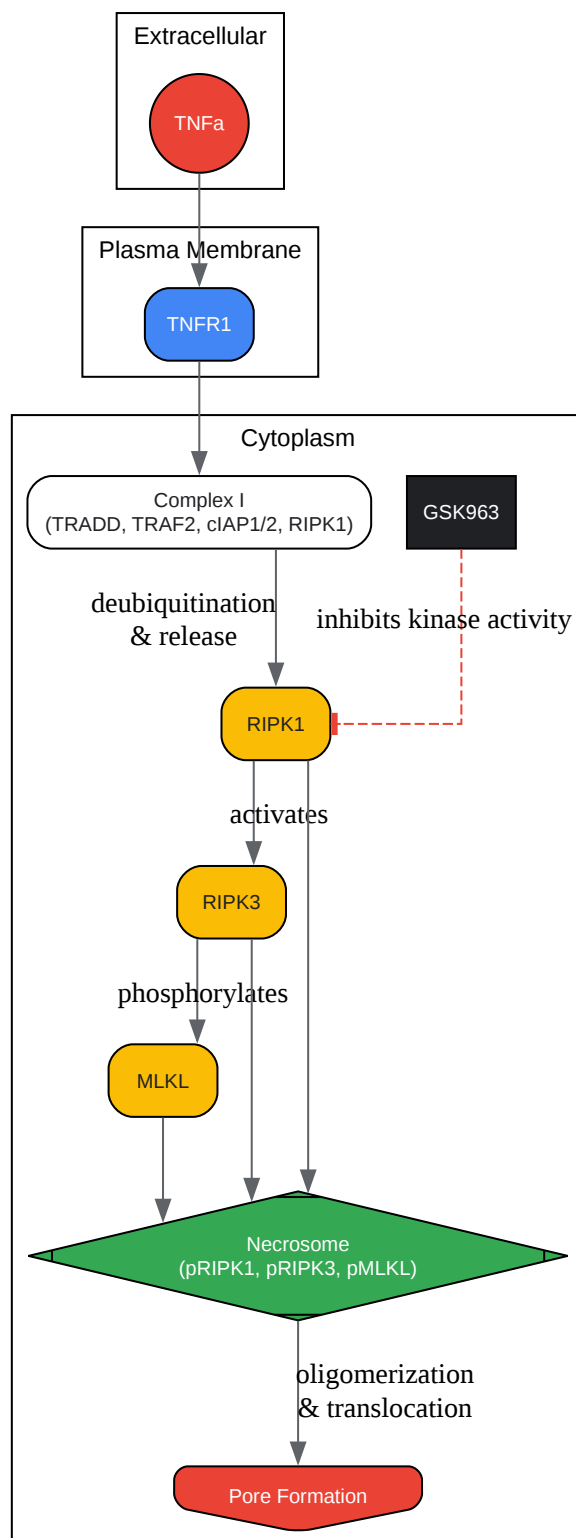 Extracellular
TNFa
Plasma Membrane
TNFR1
Cytoplasm
Complex I
(TRADD, TRAF2, cIAP1/2, RIPK1)
GSK963
deubiquitination
& release
inhibits kinase activity
RIPK1
activates
RIPK3
phosphorylates
MLKL
Necrosome
(pRIPK1, pRIPK3, pMLKL)
oligomerization
& translocation
Pore Formation